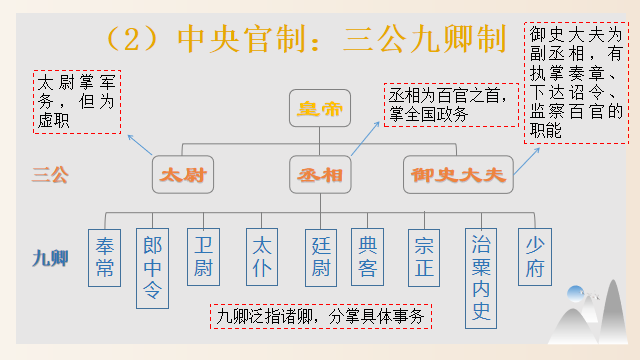 （2）中央官制：三公九卿制
太尉掌军
务，但为
虚职
皇帝
丞相为百官之首，
掌全国政务
御史大夫为
副丞相，有
执掌奏章、
下达诏令、
监察百官的
职能
三公
太尉
丞相
御史大夫
九卿
奉常
郎中令
卫尉
太仆
廷尉
典客
宗正
治粟内史
少府
九卿泛指诸卿，分掌具体事务